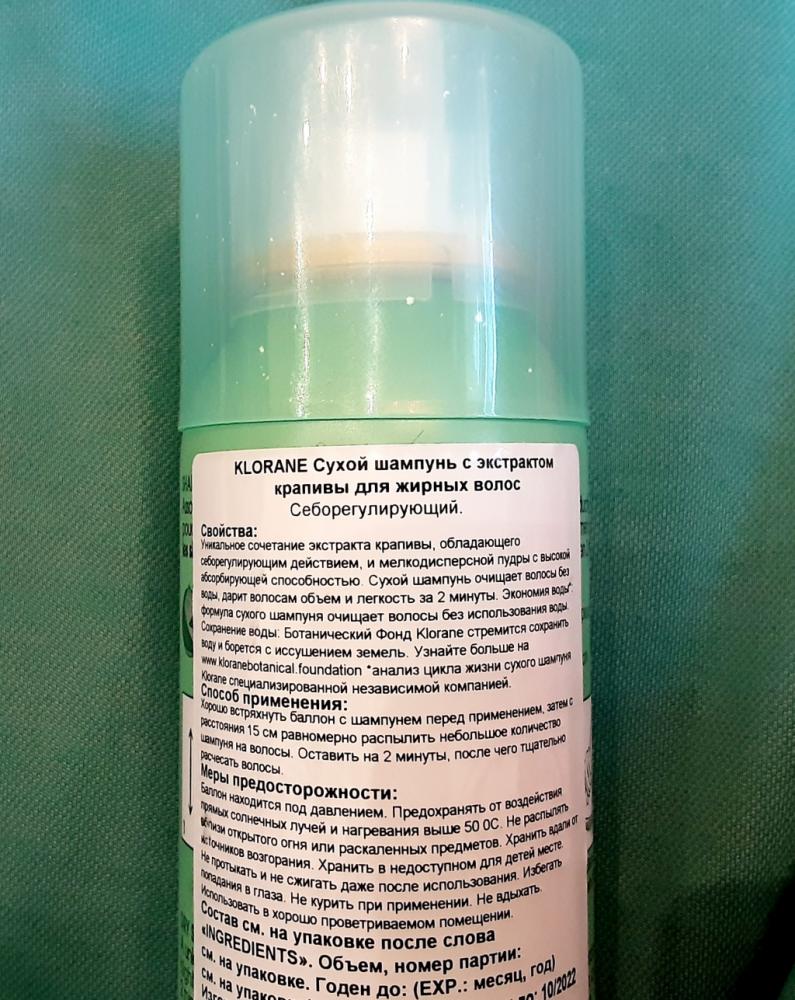 KLORANE Сухой шампунь с экстрактом
крапивы для жирных волос
Себорегулирующий.
Свойства:
Уникальное сочетание экстракта крапивы, обладающего
себорегулирующим действием, и мелкодисперсной пудры с высокой
абсорбирующей способностью. Сухой шампунь очищает волосы без
воды, дарит волосам объем и легкость за 2 минуты. Экономия воды*:
формула сухого шампуня очищает волосы без использования воды.
Сохранение воды: Ботанический Фонд Klorane стремится сохранить
воду и борется с иссушением земель. Узнайте больше на
www.kloranebotanical.foundation *анализ цикла жизни сухого шампуня
Klorane специализированной независимой компанией.
Способ применения:
Хорошо встряхнуть баллон с шампунем перед применением, затем с
расстояния 15 см равномерно распылить небольшое количество
шампуня на волосы. Оставить на 2 минуты, после чего тщательно
расчесать волосы.
Меры предосторожности:
Баллон находится под давлением. Предохранять от воздействия
прямых солнечных лучей и нагревания выше 50 0С. Не распылять
вблизи открытого огня или раскаленных предметов. Хранить вдали от
источников возгорания. Хранить в недоступном для детей месте.
Не протыкать и не сжигать даже после использования. Избегать
попадания в глаза. Не курить при применении. Не вдыхать.
Использовать в хорошо проветриваемом помещении.
Состав см. на упаковке после слова
«INGREDIENTS». Объем, номер партии:
см. на упаковке. Годен до: (EXP.: месяц, год)
см. на упаковке до: 10/2022